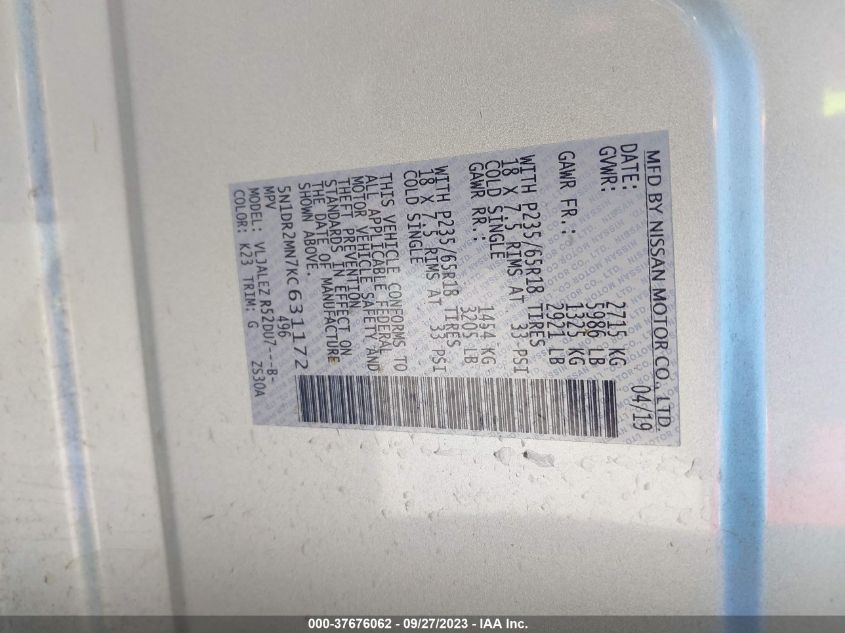 MFD BY NISSAN MOTOR CO., LTD.
DATE: 04/19
GVWR: 2715 KG
5986 LB
GAWR FR.: 1325 KG
2921 LB
WITH P235/65R18 TIRES
18 X 7.5 RIMS AT 33 PSI
COLD SINGLE
GAWR RR.: 1454 KG
3205 LB
WITH P235/65R18 TIRES
18 X 7.5 RIMS AT 33 PSI
COLD SINGLE
THIS VEHICLE CONFORMS TO
ALL APPLICABLE FEDERAL
MOTOR VEHICLE SAFETY AND
THEFT PREVENTION
STANDARDS IN EFFECT ON
THE DATE OF MANUFACTURE
SHOWN ABOVE.
5N1DR2MN7KC631172
MPV 496
MODEL: VLJALEZ R52DU7---B-
COLOR: K23 TRIM: G ZS30A
000-37676062 - 09/27/2023 - IAA Inc.